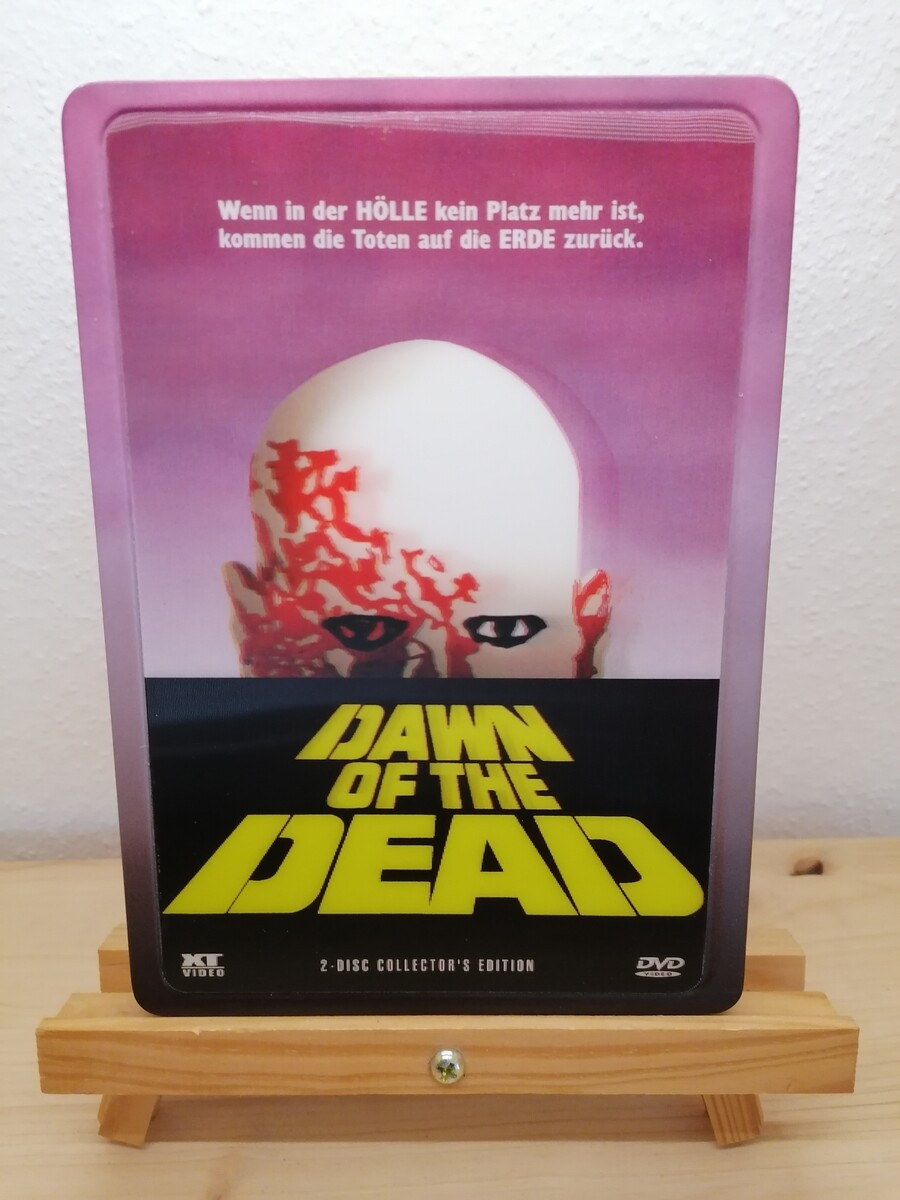 Wenn in der HÖLLE kein Platz mehr ist,
kommen die Toten auf die ERDE zurück.
DAWN
OF THE
DEAD
XT
VIDEO
2-DISC COLLECTOR'S EDITION
DVD
VIDEO